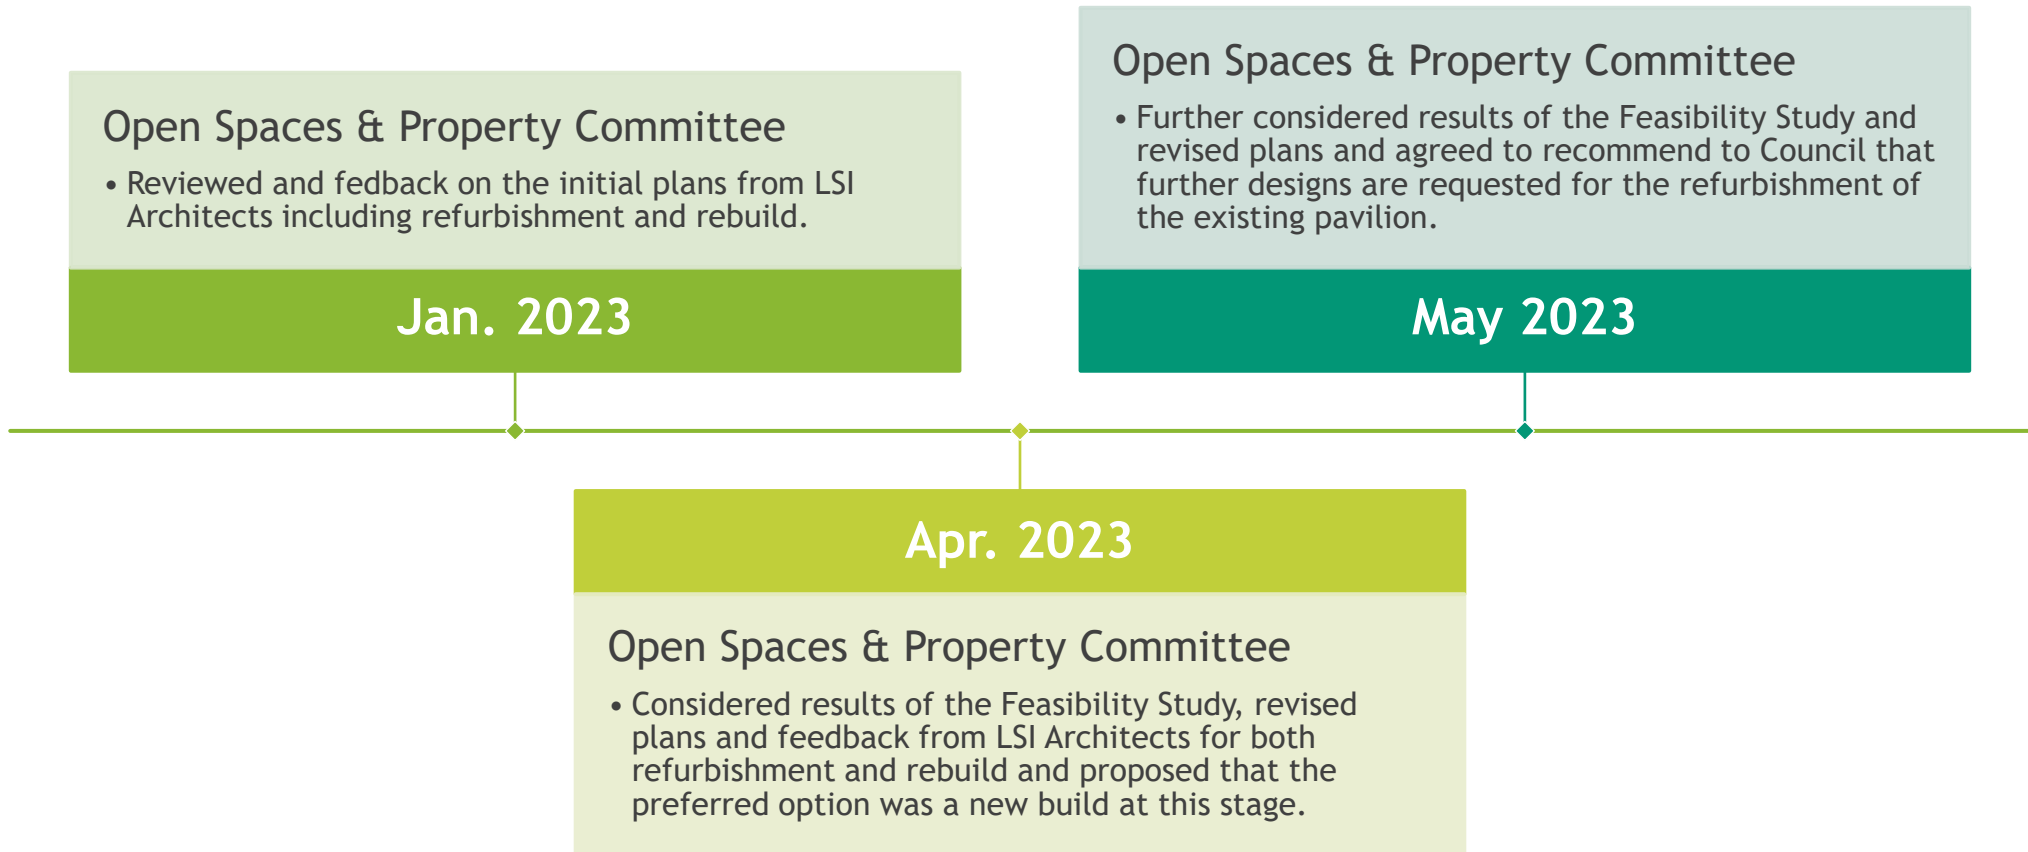 Open Spaces & Property Committee
• Reviewed and fedback on the initial plans from LSI
Architects including refurbishment and rebuild.
Jan. 2023
Apr. 2023
Open Spaces & Property Committee
• Considered results of the Feasibility Study, revised
plans and feedback from LSI Architects for both
refurbishment and rebuild and proposed that the
preferred option was a new build at this stage.
Open Spaces & Property Committee
• Further considered results of the Feasibility Study and
revised plans and agreed to recommend to Council that
further designs are requested for the refurbishment of
the existing pavilion.
May 2023